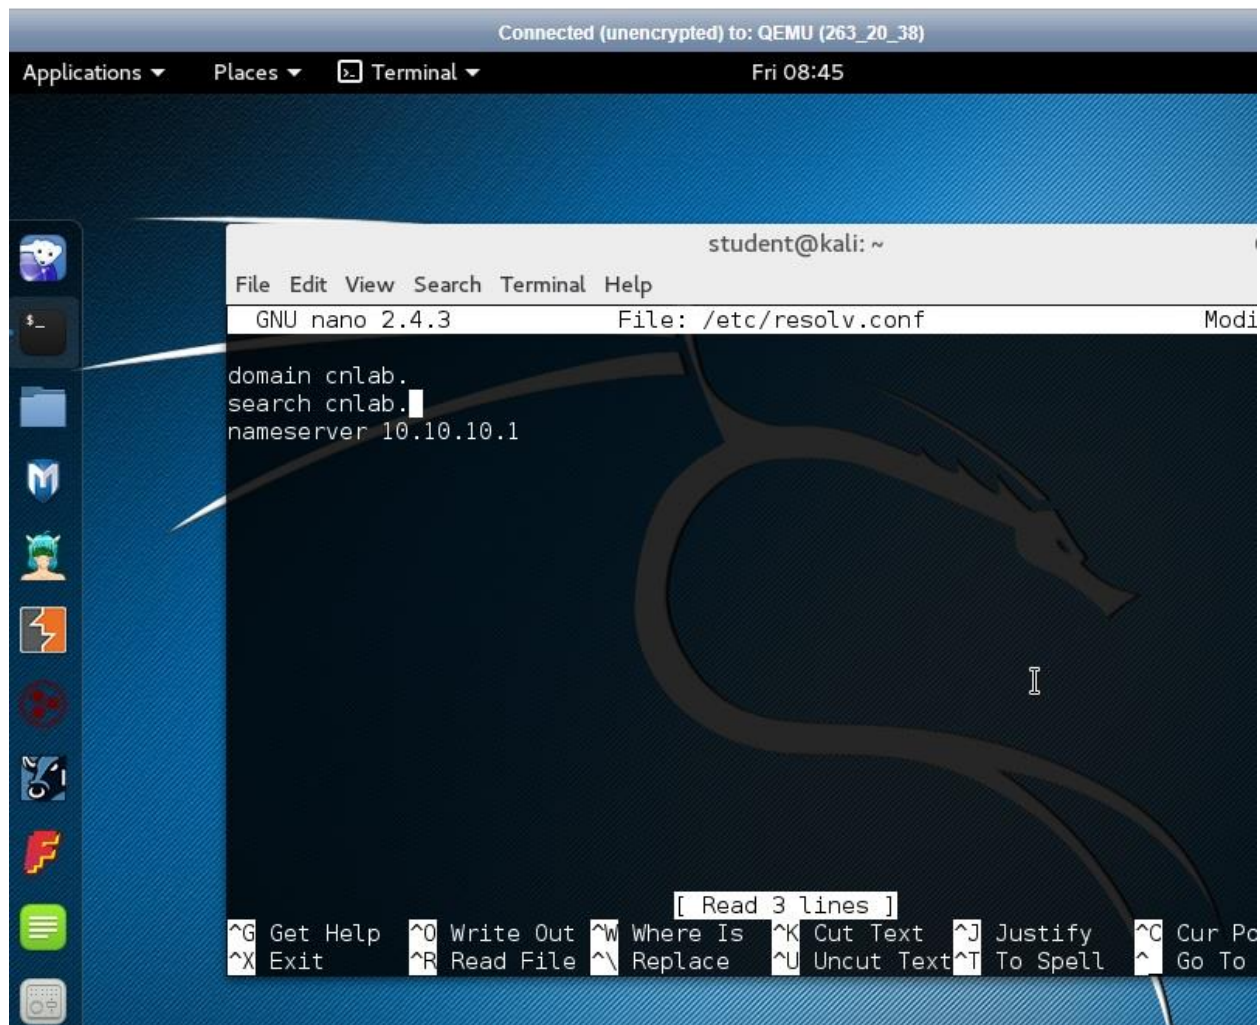 Connected (unencrypted) to: QEMU (263_20_38)
Applications Places Terminal Fri 08:45
student@kali: ~
File Edit View Search Terminal Help
GNU nano 2.4.3 File: /etc/resolv.conf Modi
domain cnlab.
search cnlab.
nameserver 10.10.10.1
[ Read 3 lines ]
^G Get Help ^O Write Out ^W Where Is ^K Cut Text ^J Justify ^C Cur Po
^X Exit ^R Read File ^\ Replace ^U Uncut Text ^T To Spell ^_ Go To